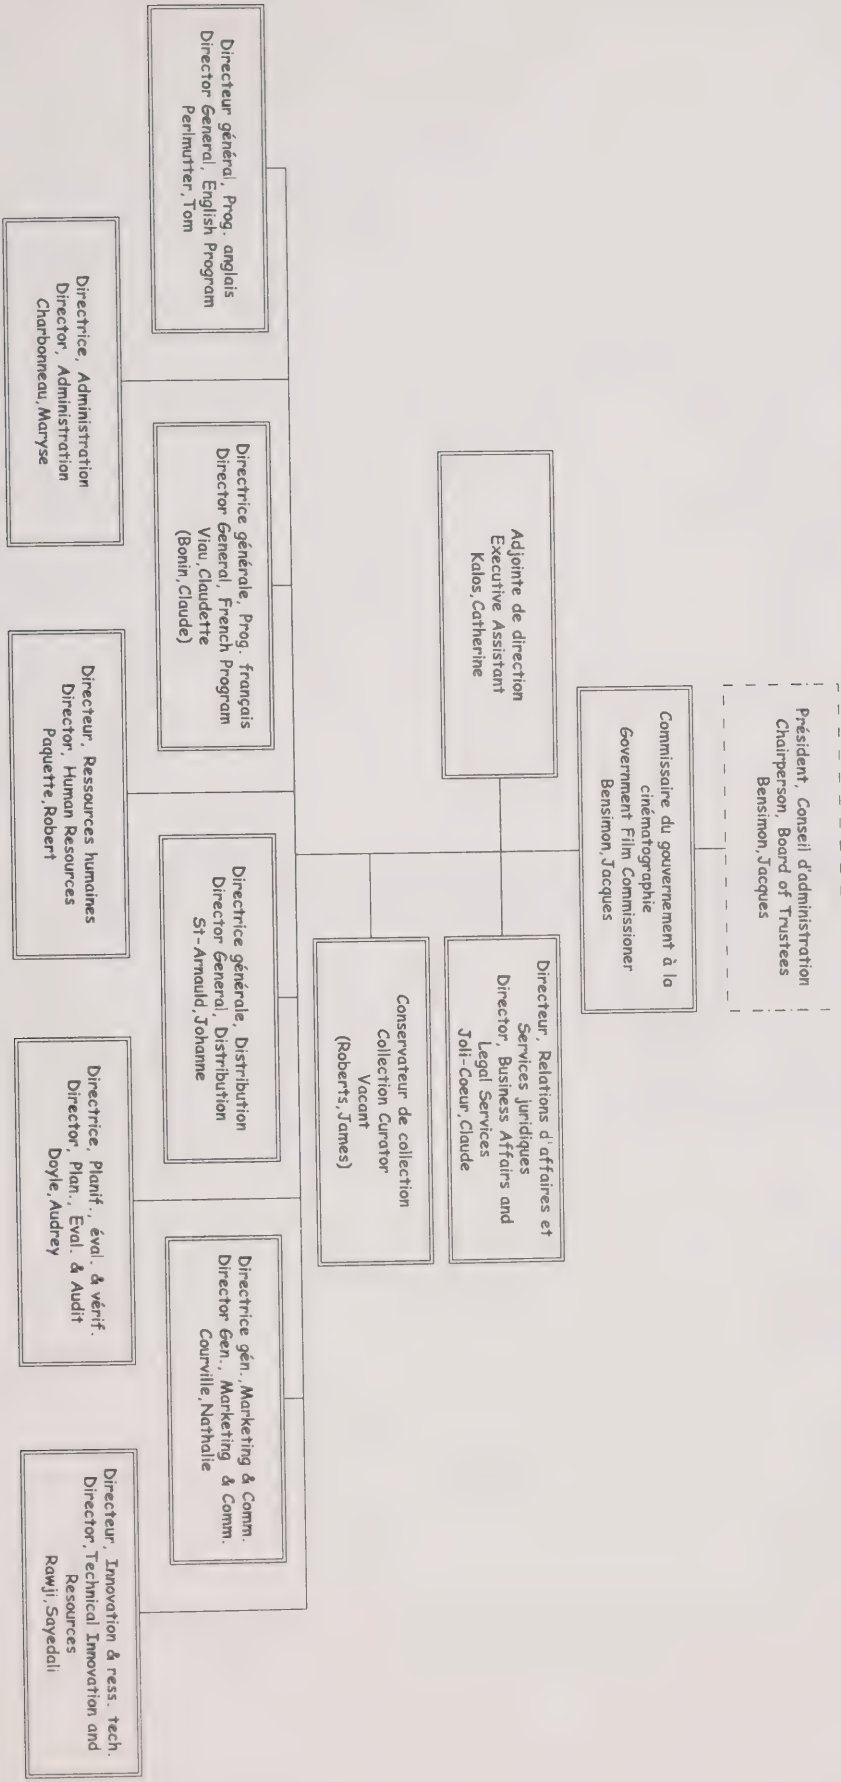 Président, Conseil d'administration
Chairperson, Board of Trustees
Bensimon, Jacques
Commissaire du gouvernement à la
cinématographie
Government Film Commissioner
Bensimon, Jacques
Adjointe de direction
Executive Assistant
Kalos, Catherine
Directeur, Relations d'affaires et
Services juridiques
Director, Business Affairs and
Legal Services
Joli-Coeur, Claude
Conservateur de collection
Collection Curator
Vacant
(Roberts, James)
Directeur général, Prog. anglais
Director General, English Program
Perlmutter, Tom
Directrice générale, Prog. français
Director General, French Program
Viau, Claudette
(Bonin, Claude)
Directrice générale, Distribution
Director General, Distribution
St-Arnauld, Johanne
Directrice gén., Marketing & Comm.
Director Gen., Marketing & Comm.
Courville, Nathalie
Directrice, Administration
Director, Administration
Charbonneau, Maryse
Directeur, Ressources humaines
Director, Human Resources
Paquette, Robert
Directrice, Planif., éval. & vérif.
Director, Plan., Eval. & Audit
Doyle, Audrey
Directeur, Innovation & ress. tech.
Director, Technical Innovation and
Resources
Rawji, Sayedali